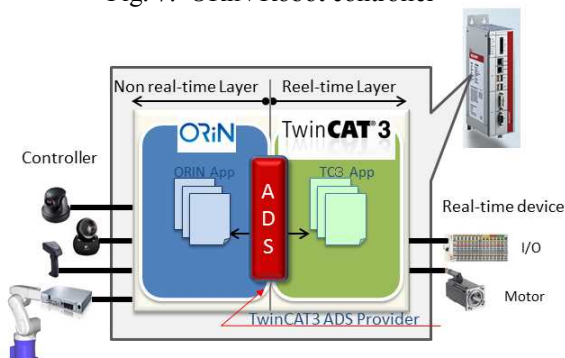 Fig. 7. ORiN Robot controller
Non real-time Layer
Reel-time Layer
ORiN
TwinCAT® 3
Controller
ORIN App
TC3 App
A
D
S
Real-time device
I/O
Motor
TwinCAT3 ADS Provider